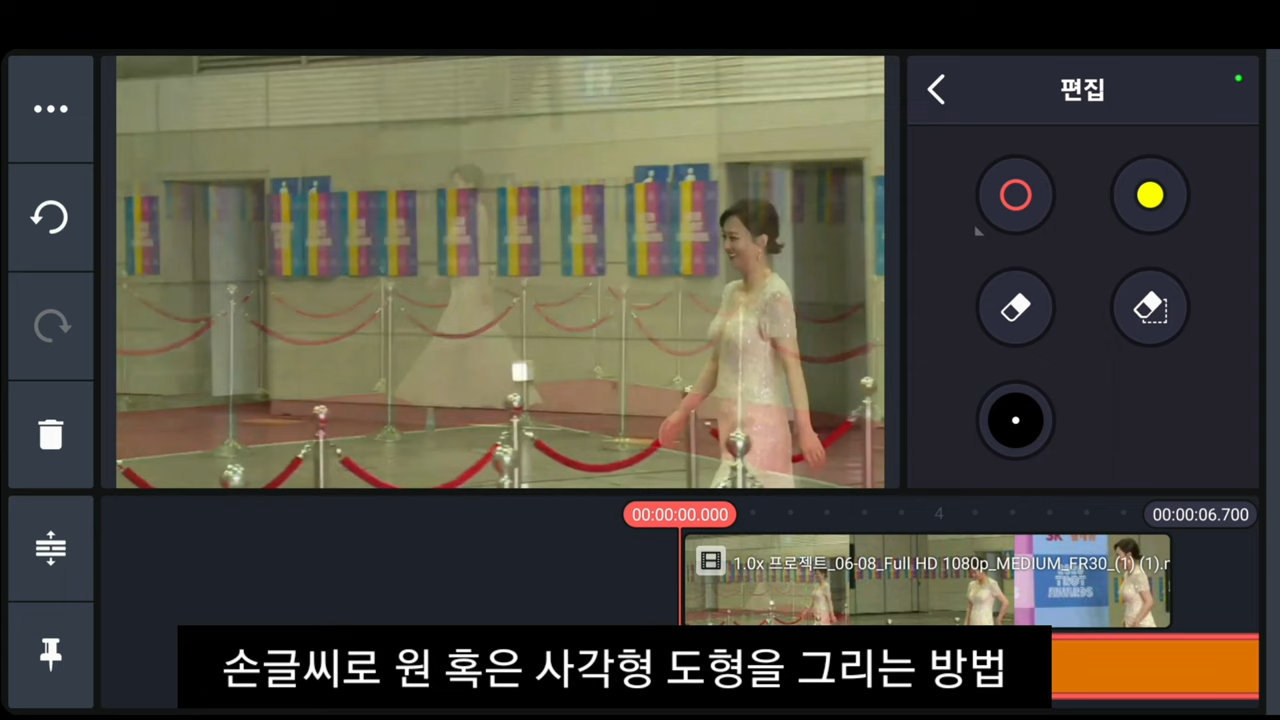 편집
00:00:00.000
4
00:00:06.700
1.0x 프로젝트_06-08_Full HD 1080p_MEDIUM_FR30_(1) (1).r
TROT
AWARDS
손글씨로 원 혹은 사각형 도형을 그리는 방법